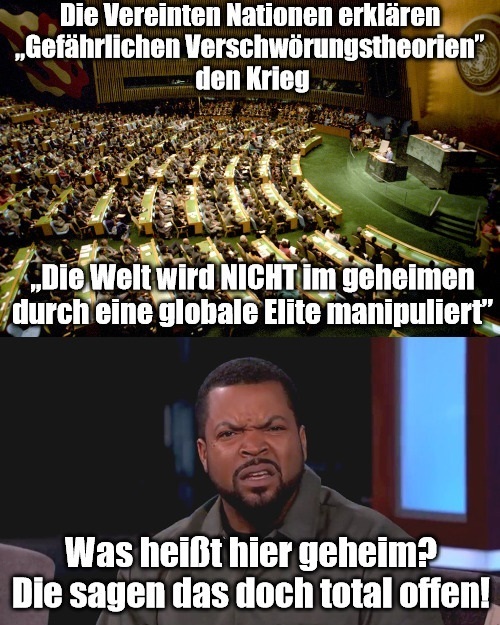 Die Vereinten Nationen erklären
„Gefährlichen Verschwörungstheorien”
den Krieg
„Die Welt wird NICHT im geheimen
durch eine globale Elite manipuliert”
Was heißt hier geheim?
Die sagen das doch total offen!